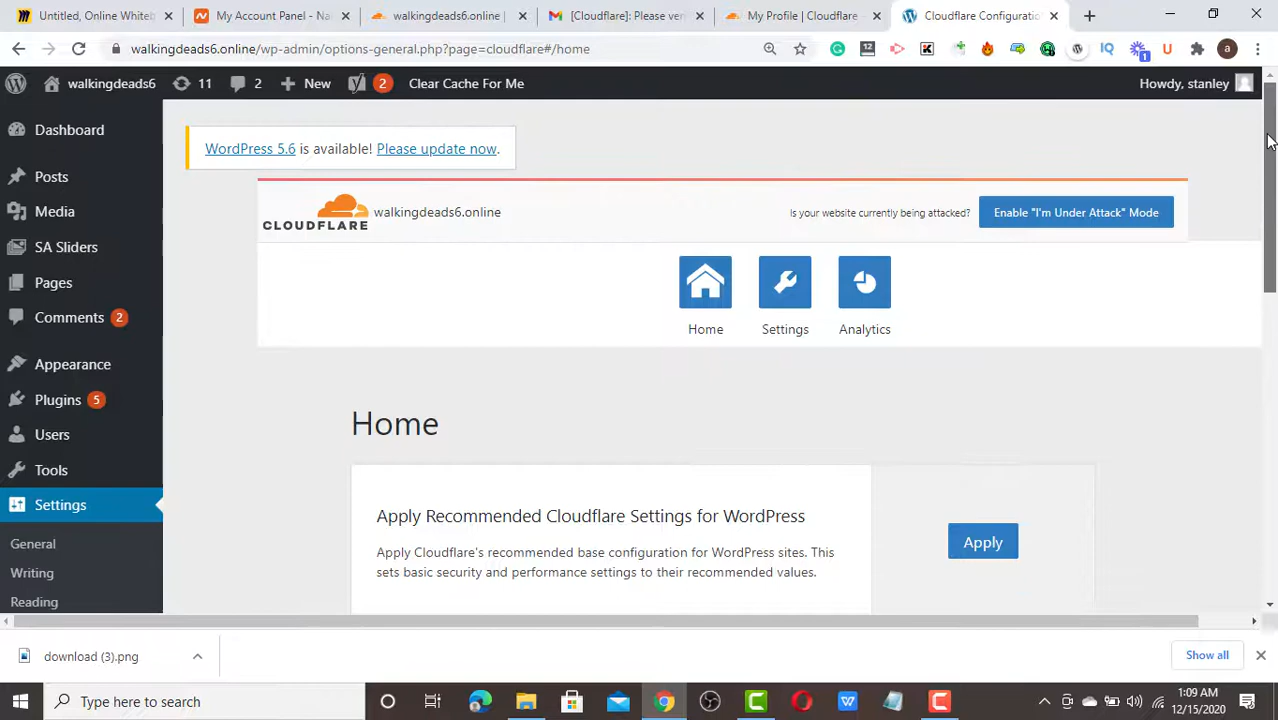 Untitled, Online Whiteb
My Account Panel - Na
walkingdeads6.online |
[Cloudflare]: Please ver
My Profile | Cloudflare -
Cloudflare Configuratio
walkingdeads6.online/wp-admin/options-general.php?page=cloudflare#/home
walkingdeads6
11
2
New
2
Clear Cache For Me
Howdy, stanley
Dashboard
Posts
Media
SA Sliders
Pages
Comments 2
Appearance
Plugins 5
Users
Tools
Settings
General
Writing
Reading
WordPress 5.6 is available! Please update now.
CLOUDFLARE
walkingdeads6.online
Is your website currently being attacked?
Enable "I'm Under Attack" Mode
Home
Settings
Analytics
Home
Apply Recommended Cloudflare Settings for WordPress
Apply Cloudflare's recommended base configuration for WordPress sites. This
sets basic security and performance settings to their recommended values.
Apply
download (3).png
Show all
Type here to search
1:09 AM
12/15/2020